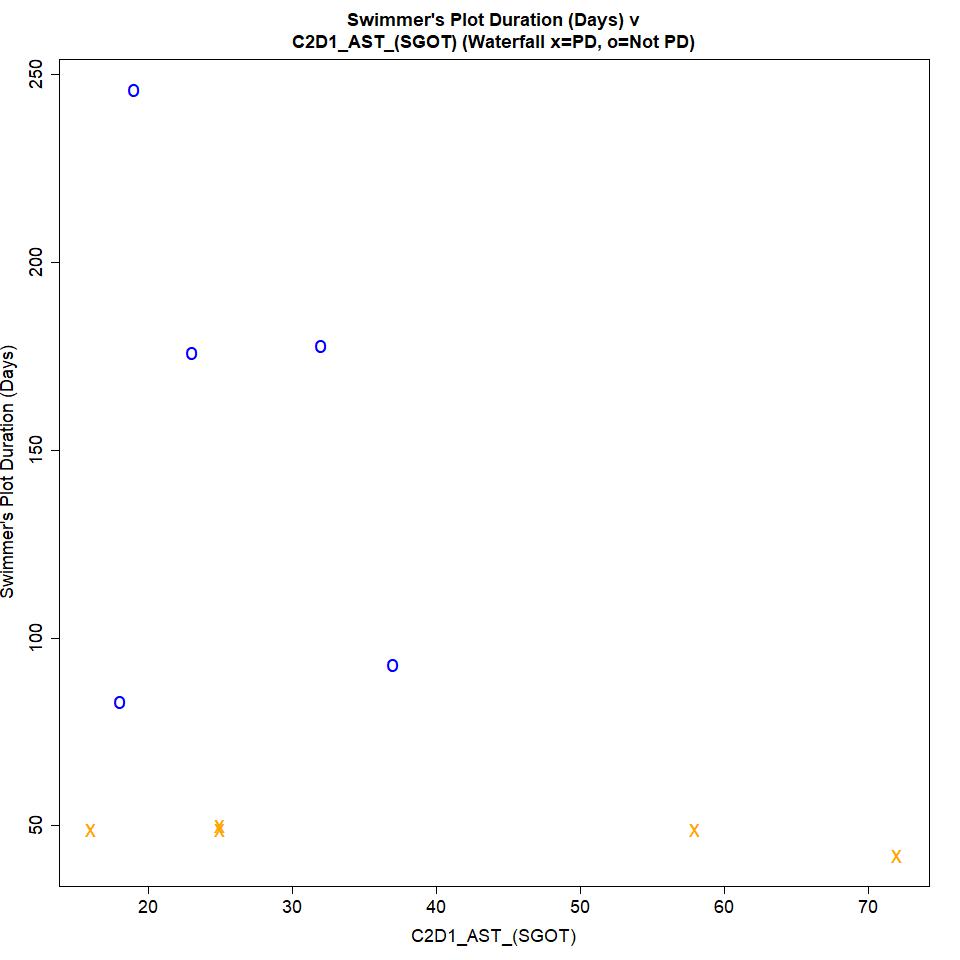 Swimmer's Plot Duration (Days) v
C2D1_AST_(SGOT) (Waterfall x=PD, o=Not PD)
Swimmer's Plot Duration (Days)
250
200
150
100
50
20 30 40 50 60 70
C2D1_AST_(SGOT)